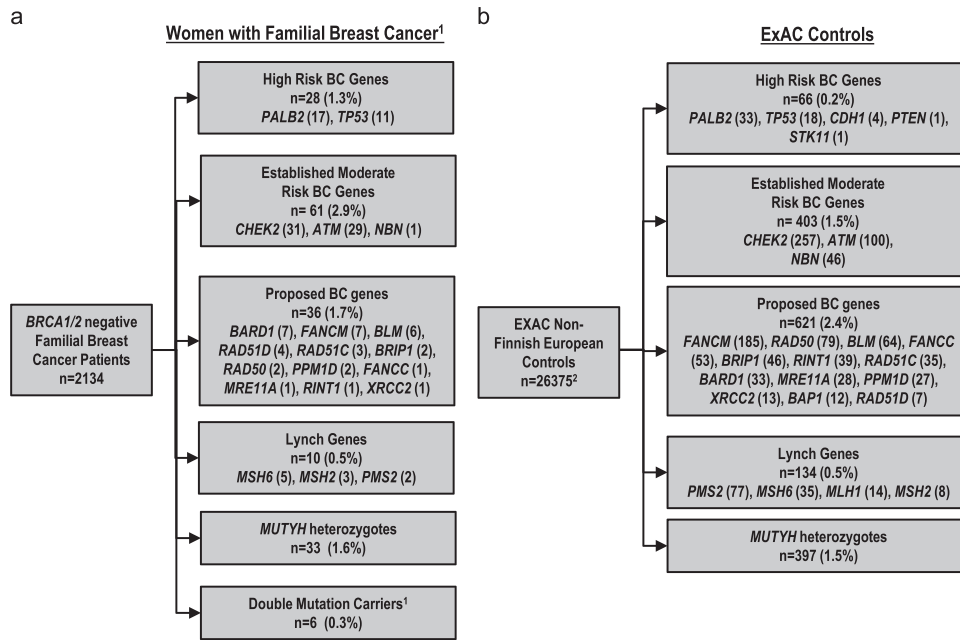 a
Women with Familial Breast Cancer¹
BRCA1/2 negative
Familial Breast
Cancer Patients
n=2134
High Risk BC Genes
n=28 (1.3%)
PALB2 (17), TP53 (11)
Established Moderate
Risk BC Genes
n= 61 (2.9%)
CHEK2 (31), ATM (29), NBN (1)
Proposed BC genes
n=36 (1.7%)
BARD1 (7), FANCM (7), BLM (6),
RAD51D (4), RAD51C (3), BRIP1 (2),
RAD50 (2), PPM1D (2), FANCC (1),
MRE11A (1), RINT1 (1), XRCC2 (1)
Lynch Genes
n=10 (0.5%)
MSH6 (5), MSH2 (3), PMS2 (2)
MUTYH heterozygotes
n=33 (1.6%)
Double Mutation Carriers¹
n=6 (0.3%)
b
ExAC Controls
EXAC Non-
Finnish European
Controls
n=26375²
High Risk BC Genes
n=66 (0.2%)
PALB2 (33), TP53 (18), CDH1 (4), PTEN (1),
STK11 (1)
Established Moderate
Risk BC Genes
n= 403 (1.5%)
CHEK2 (257), ATM (100),
NBN (46)
Proposed BC genes
n=621 (2.4%)
FANCM (185), RAD50 (79), BLM (64), FANCC
(53), BRIP1 (46), RINT1 (39), RAD51C (35),
BARD1 (33), MRE11A (28), PPM1D (27),
XRCC2 (13), BAP1 (12), RAD51D (7)
Lynch Genes
n=134 (0.5%)
PMS2 (77), MSH6 (35), MLH1 (14), MSH2 (8)
MUTYH heterozygotes
n=397 (1.5%)